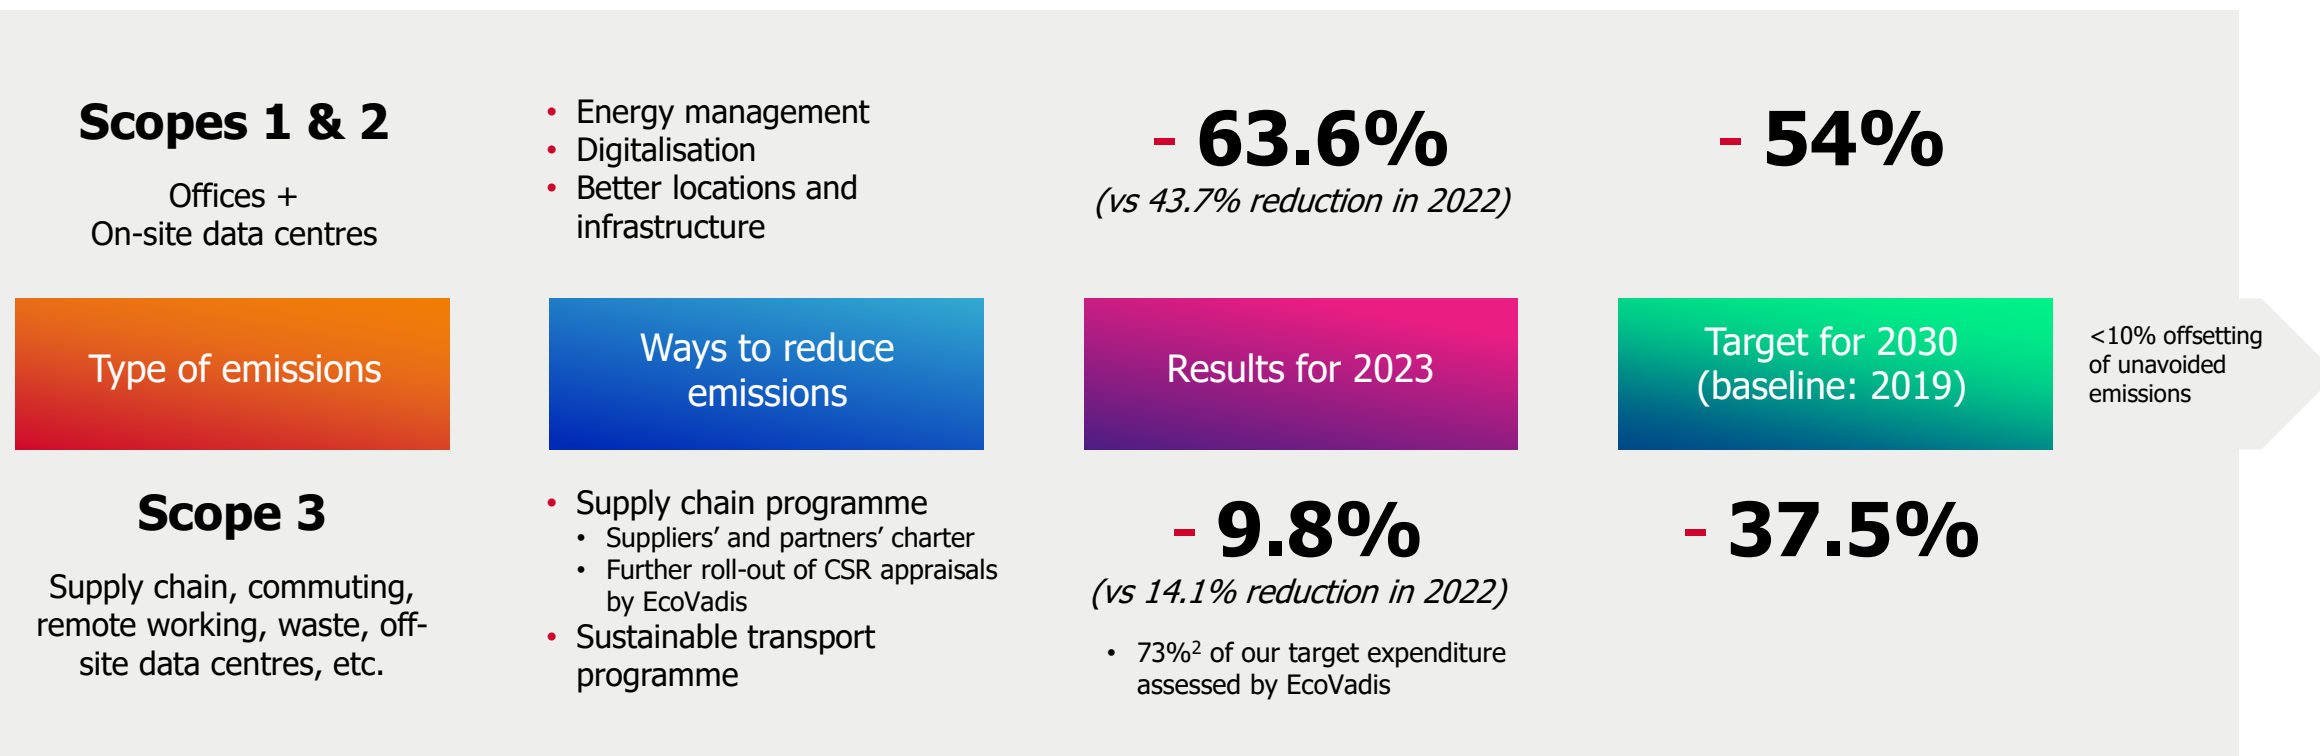 Scopes 1 & 2
Offices +
On-site data centres
• Energy management
• Digitalisation
• Better locations and
infrastructure
- 63.6%
(vs 43.7% reduction in 2022)
- 54%
Type of emissions
Ways to reduce
emissions
Results for 2023
Target for 2030
(baseline: 2019)
<10% offsetting
of unavoided
emissions
Scope 3
Supply chain, commuting,
remote working, waste, off-
site data centres, etc.
• Supply chain programme
• Suppliers’ and partners’ charter
• Further roll-out of CSR appraisals
by EcoVadis
• Sustainable transport
programme
- 9.8%
(vs 14.1% reduction in 2022)
• 73%² of our target expenditure
assessed by EcoVadis
- 37.5%